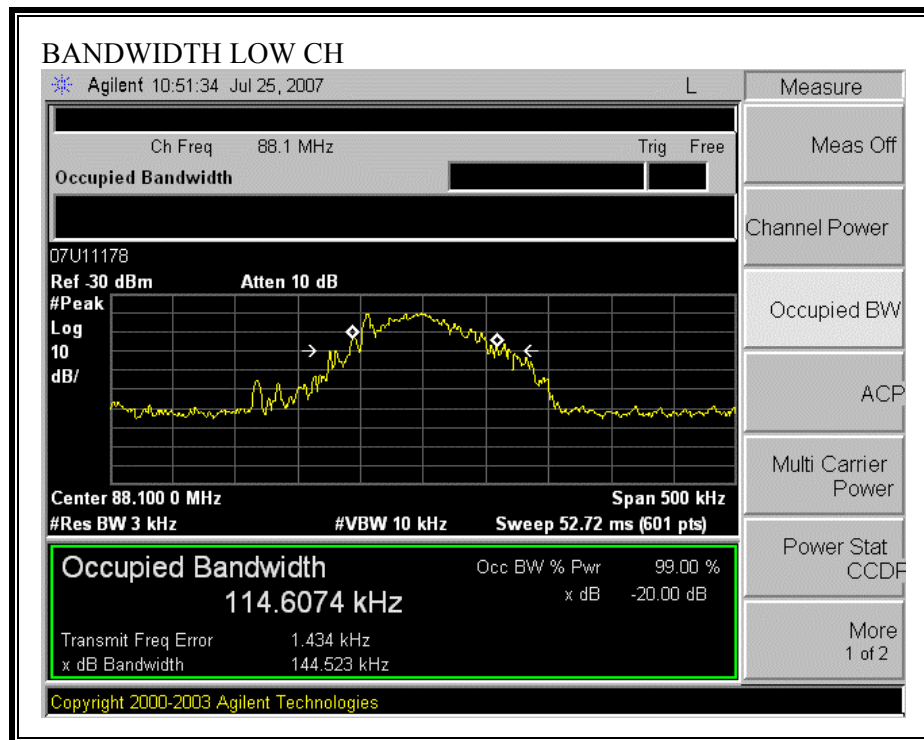 BANDWIDTH LOW CH
Agilent 10:51:34 Jul 25, 2007 L
Measure
Ch Freq 88.1 MHz Trig Free
Occupied Bandwidth
Meas Off
Channel Power
07U11178
Ref -30 dBm Atten 10 dB
#Peak
Log
10
dB/
Occupied BW
ACP
Multi Carrier
Power
Center 88.100 0 MHz Span 500 kHz
#Res BW 3 kHz #VBW 10 kHz Sweep 52.72 ms (601 pts)
Power Stat
CCDF
Occupied Bandwidth
114.6074 kHz
Occ BW % Pwr 99.00 %
x dB -20.00 dB
Transmit Freq Error 1.434 kHz
x dB Bandwidth 144.523 kHz
More
1 of 2
Copyright 2000-2003 Agilent Technologies